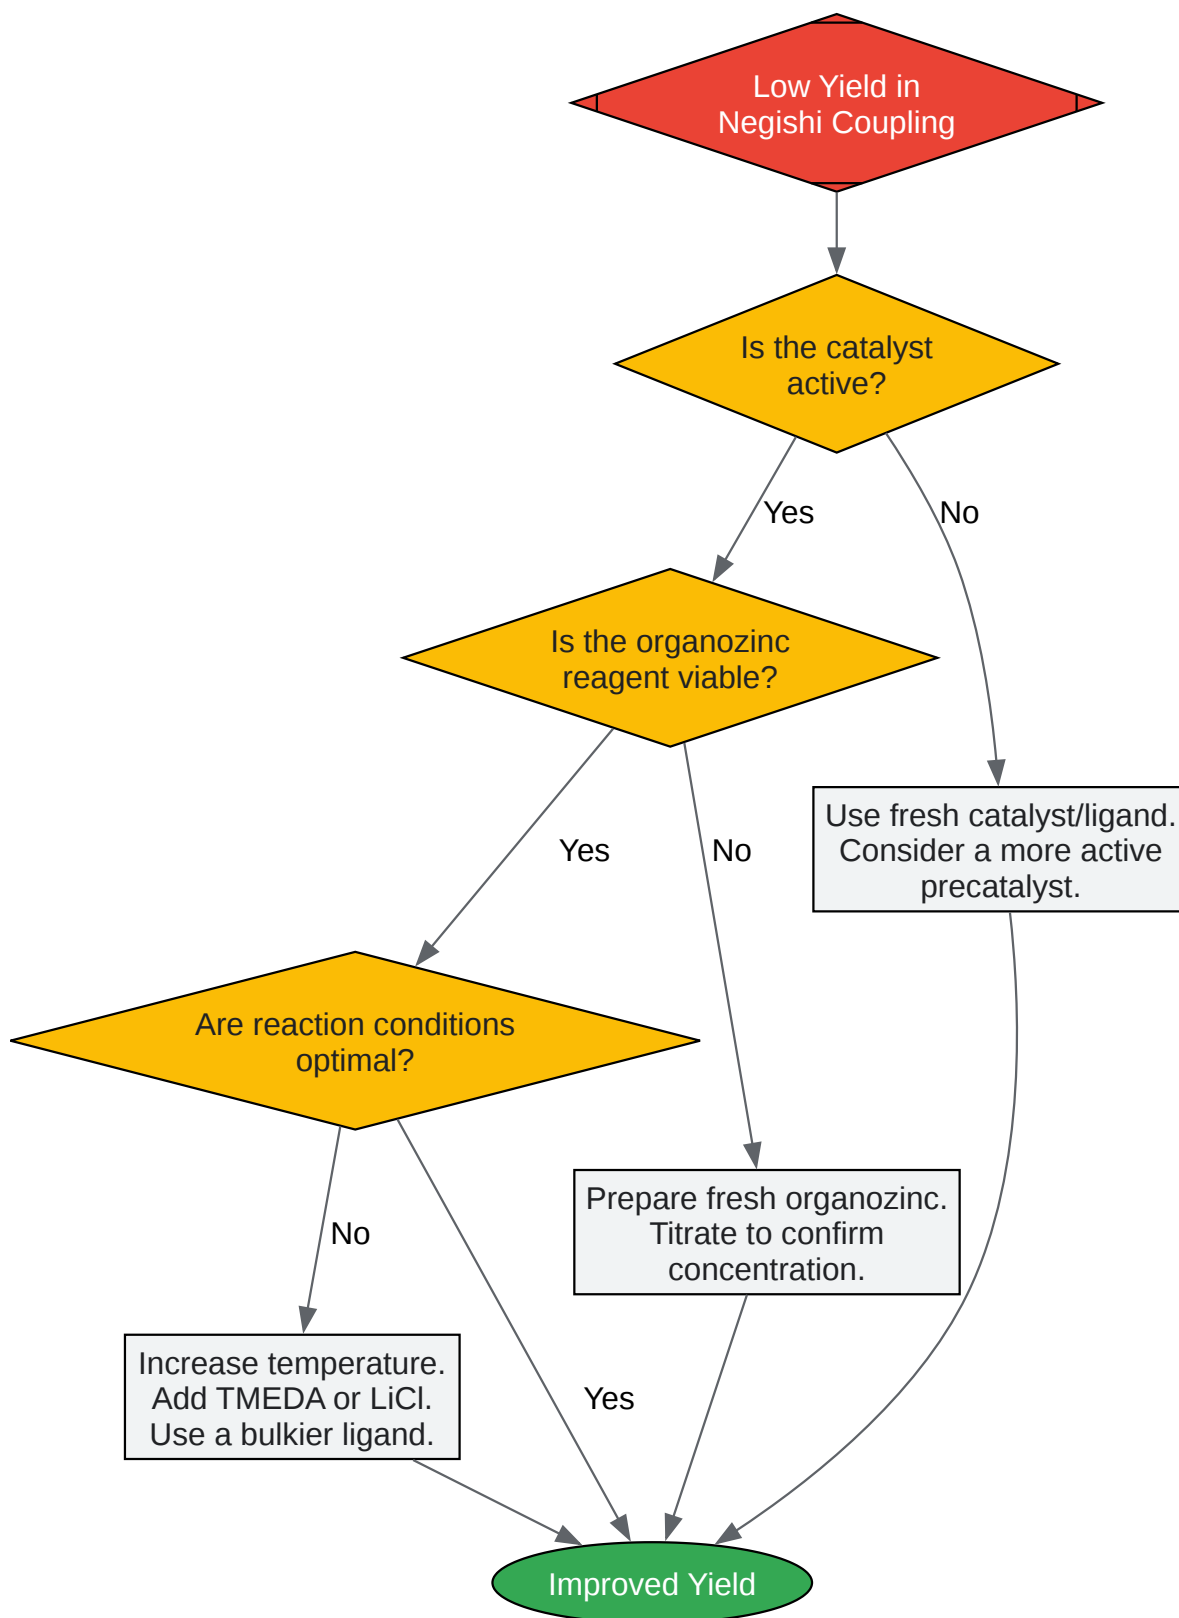 Low Yield in
Negishi Coupling
Is the catalyst
active?
Yes
No
Is the organozinc
reagent viable?
Use fresh catalyst/ligand.
Consider a more active
precatalyst.
Yes
No
Are reaction conditions
optimal?
Prepare fresh organozinc.
Titrate to confirm
concentration.
No
Increase temperature.
Add TMEDA or LiCl.
Use a bulkier ligand.
Yes
Improved Yield